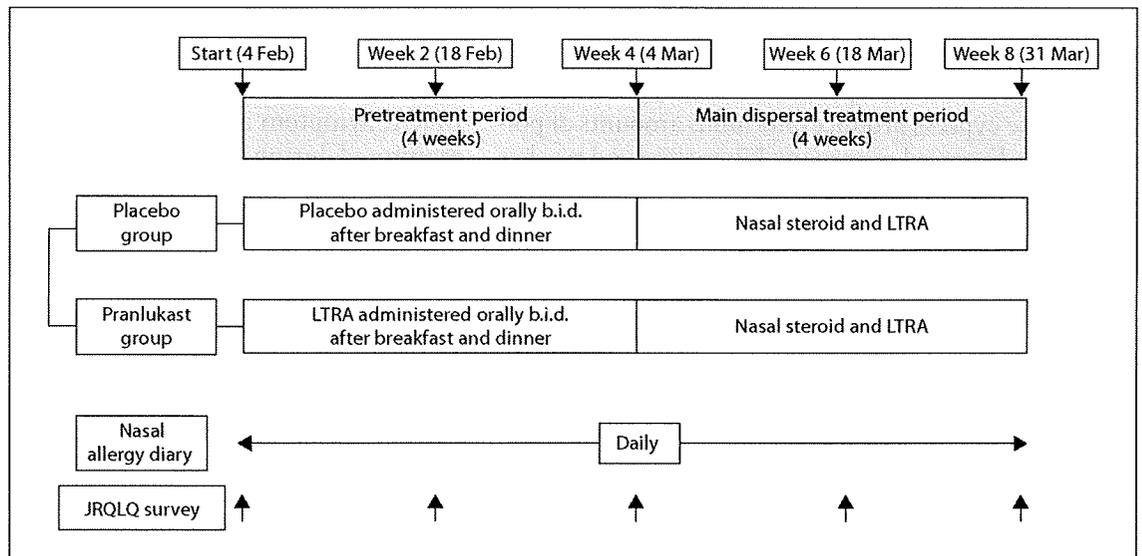 Start (4 Feb)
Week 2 (18 Feb)
Week 4 (4 Mar)
Week 6 (18 Mar)
Week 8 (31 Mar)
Pretreatment period
(4 weeks)
Main dispersal treatment period
(4 weeks)
Placebo
group
Placebo administered orally b.i.d.
after breakfast and dinner
Nasal steroid and LTRA
Pranlukast
group
LTRA administered orally b.i.d.
after breakfast and dinner
Nasal steroid and LTRA
Nasal
allergy diary
Daily
JRQLQ survey